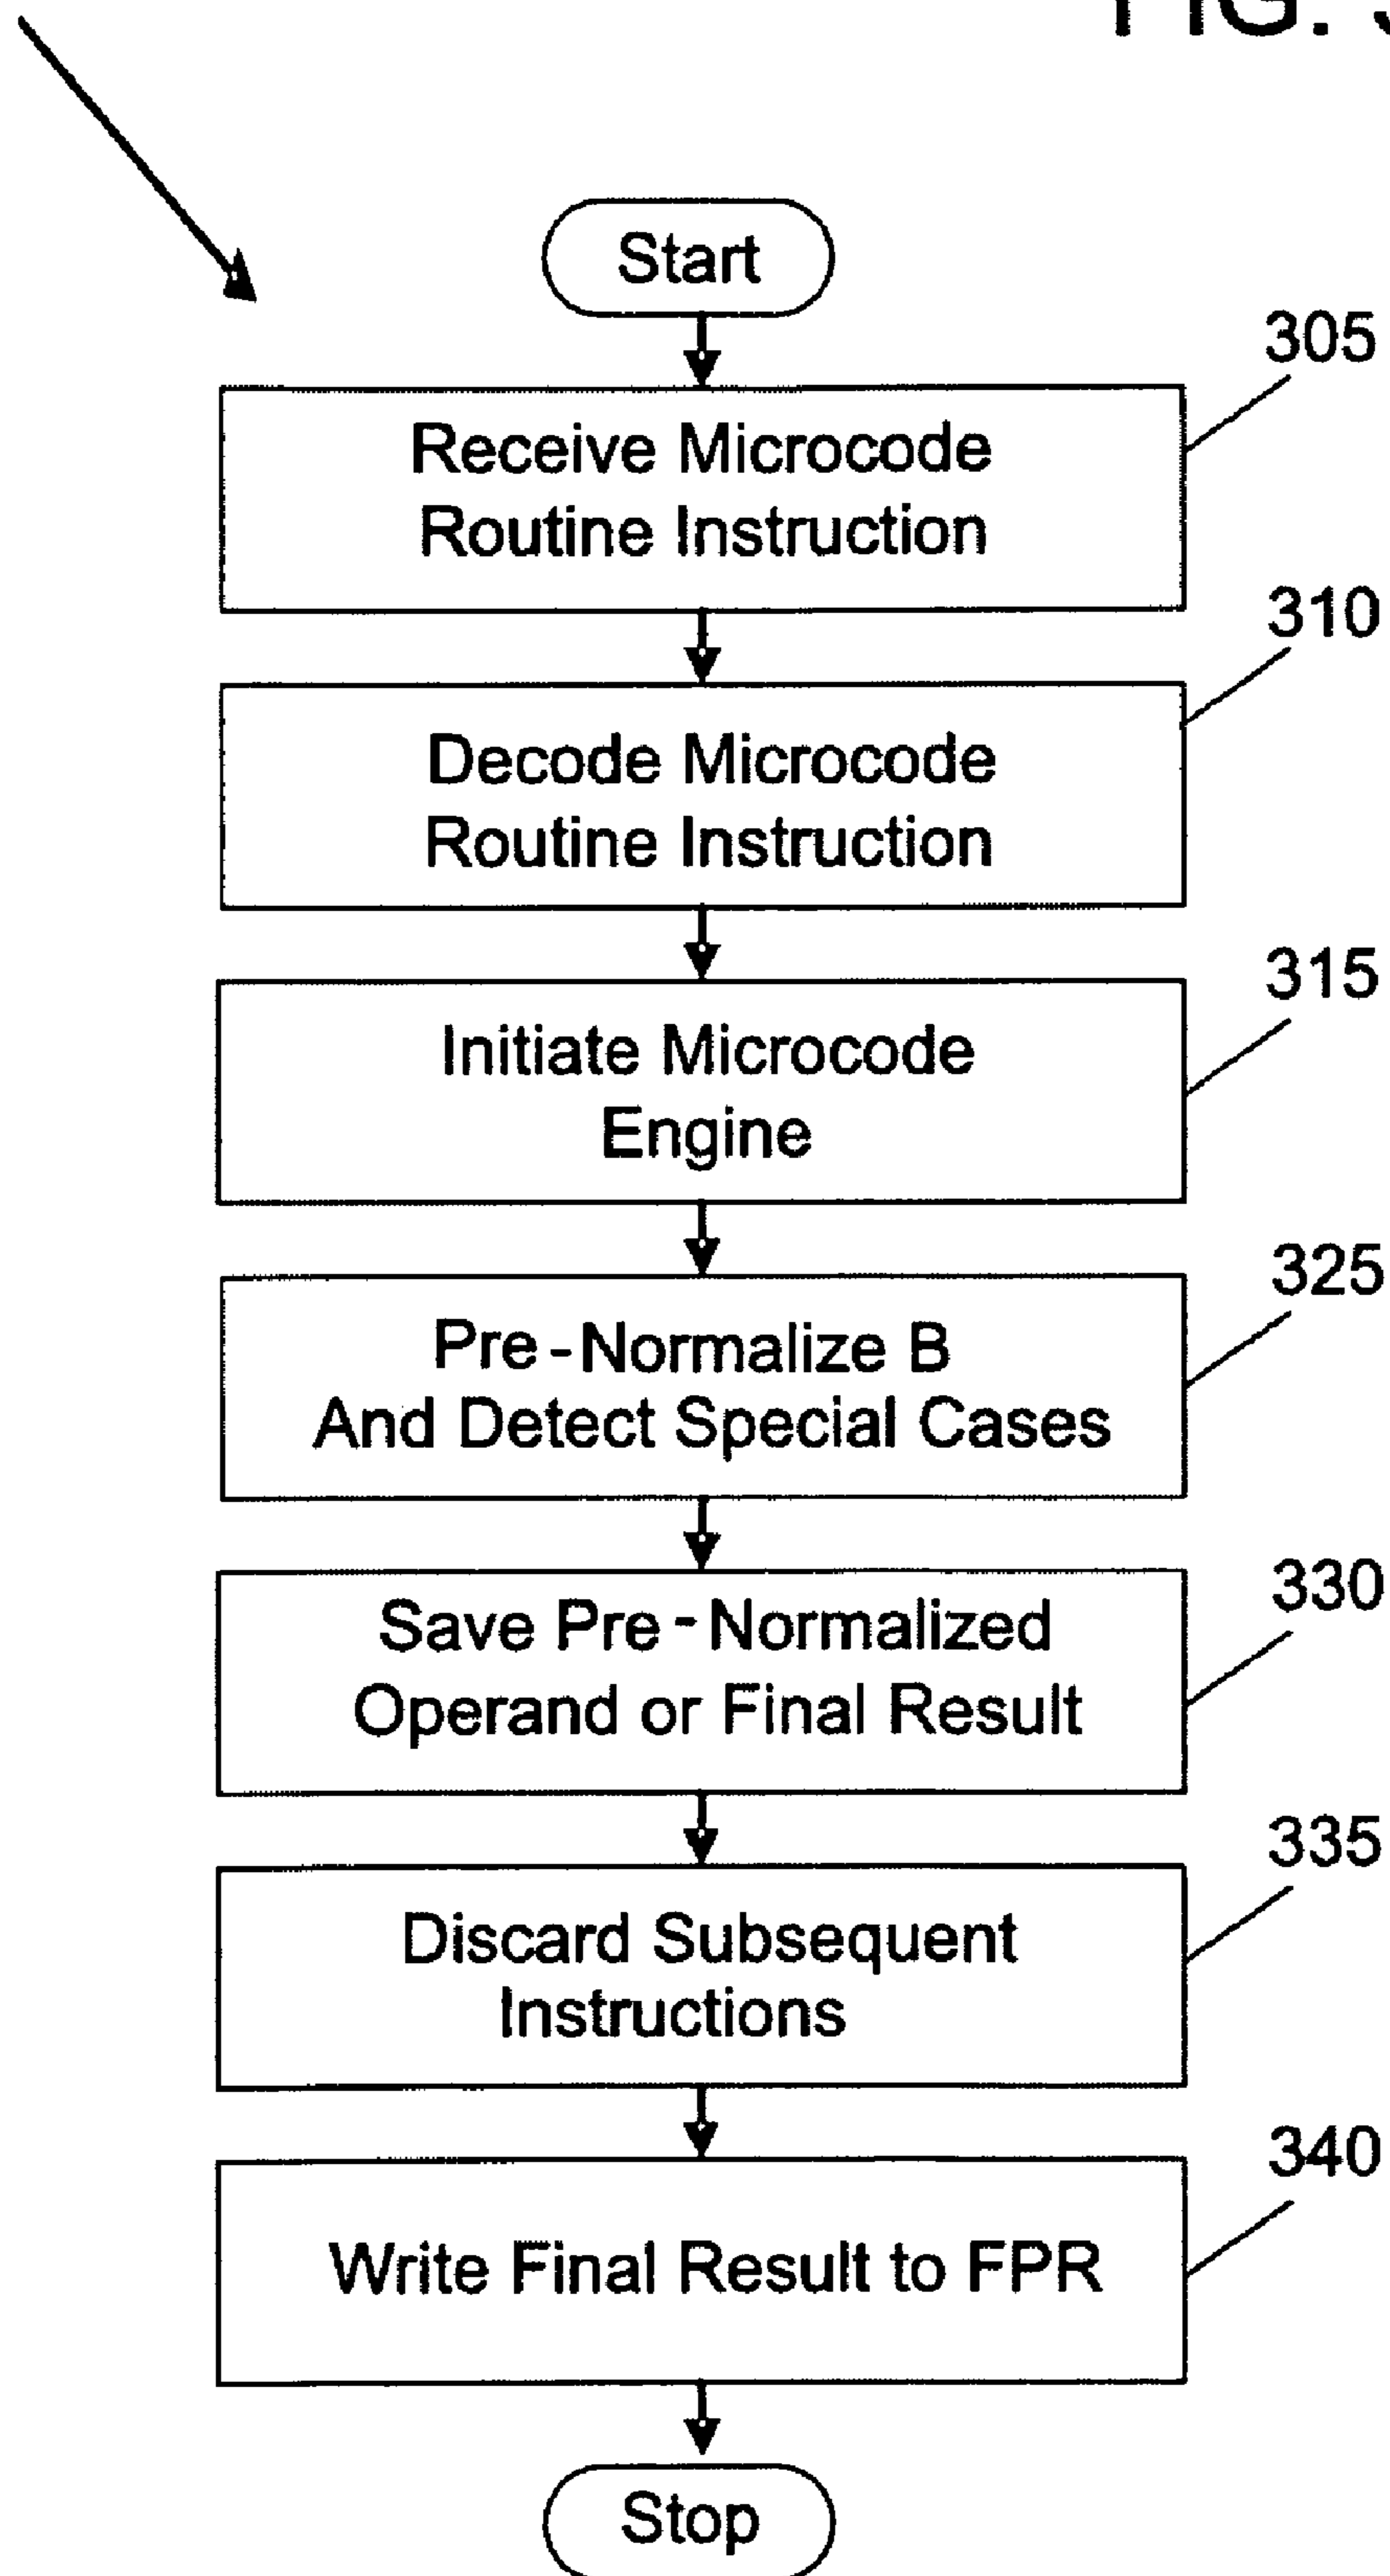 FIG.
Start
305
Receive Microcode
Routine Instruction
310
Decode Microcode
Routine Instruction
315
Initiate Microcode
Engine
325
Pre-Normalize B
And Detect Special Cases
330
Save Pre-Normalized
Operand or Final Result
335
Discard Subsequent
Instructions
340
Write Final Result to FPR
Stop